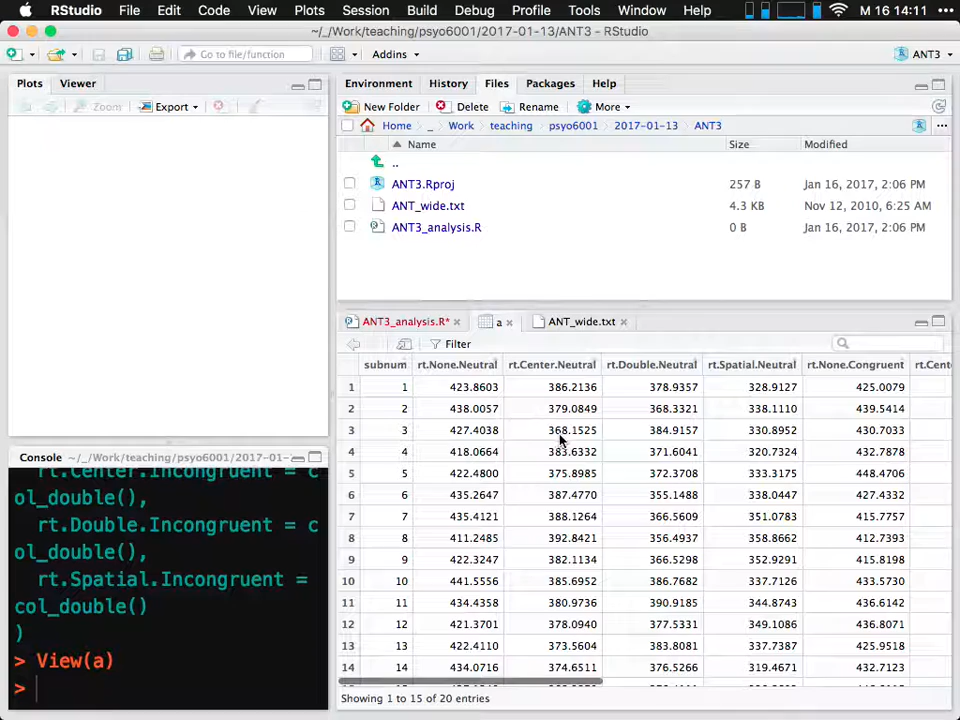 RStudio File Edit Code View Plots Session Build Debug Profile Tools Window Help M 16 14:11
~/_/Work/teaching/psyo6001/2017-01-13/ANT3 - RStudio
Go to file/function Addins ANT3
Plots Viewer
Zoom Export
Environment History Files Packages Help
New Folder Delete Rename More
Home _ Work teaching psyo6001 2017-01-13 ANT3
Name Size Modified
..
ANT3.Rproj 257 B Jan 16, 2017, 2:06 PM
ANT_wide.txt 4.3 KB Nov 12, 2010, 6:25 AM
ANT3_analysis.R 0 B Jan 16, 2017, 2:06 PM
ANT3_analysis.R* a ANT_wide.txt
Filter
subnum rt.None.Neutral rt.Center.Neutral rt.Double.Neutral rt.Spatial.Neutral rt.None.Congruent rt.Cent
1 1 423.8603 386.2136 378.9357 328.9127 425.0079
2 2 438.0057 379.0849 368.3321 338.1110 439.5414
3 3 427.4038 368.1525 384.9157 330.8952 430.7033
4 4 418.0664 383.6332 371.6041 320.7324 432.7878
5 5 422.4800 375.8985 372.3708 333.3175 448.4706
6 6 435.2647 387.4770 355.1488 338.0447 427.4332
7 7 435.4121 388.1264 366.5609 351.0783 415.7757
8 8 411.2485 392.8421 356.4937 358.8662 412.7393
9 9 422.3247 382.1134 366.5298 352.9291 415.8198
10 10 441.5556 385.6952 386.7682 337.7126 433.5730
11 11 434.4358 380.9736 390.9185 344.8743 436.6142
12 12 421.3701 378.0940 377.5331 349.1086 436.8071
13 13 422.4110 373.5604 383.8081 337.7387 425.9518
14 14 434.0716 374.6511 376.5266 319.4671 432.7123
Showing 1 to 15 of 20 entries
Console ~/_/Work/teaching/psyo6001/2017-01-
rt.Center.Incongruent = c
ol_double(),
rt.Double.Incongruent = c
ol_double(),
rt.Spatial.Incongruent =
col_double()
)
> View(a)
>